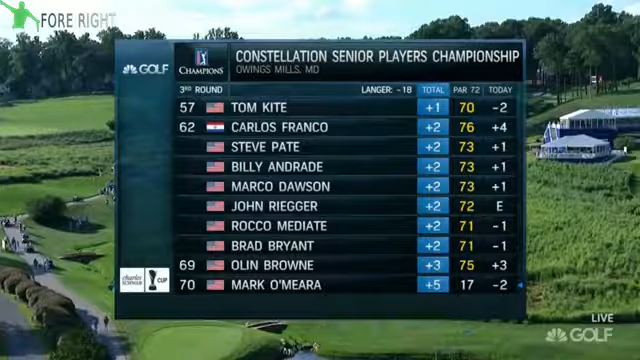 FORE RIGHT
GOLF
CHAMPIONS
CONSTELLATION SENIOR PLAYERS CHAMPIONSHIP
OWINGS MILLS, MD
3RD ROUND LANGER: -18 TOTAL PAR 72 TODAY
57 TOM KITE +1 70 -2
62 CARLOS FRANCO +2 76 +4
STEVE PATE +2 73 +1
BILLY ANDRADE +2 73 +1
MARCO DAWSON +2 73 +1
JOHN RIEGGER +2 72 E
ROCCO MEDIATE +2 71 -1
BRAD BRYANT +2 71 -1
69 OLIN BROWNE +3 75 +3
70 MARK O'MEARA +5 17 -2
charles SCHWAB CUP
LIVE
GOLF